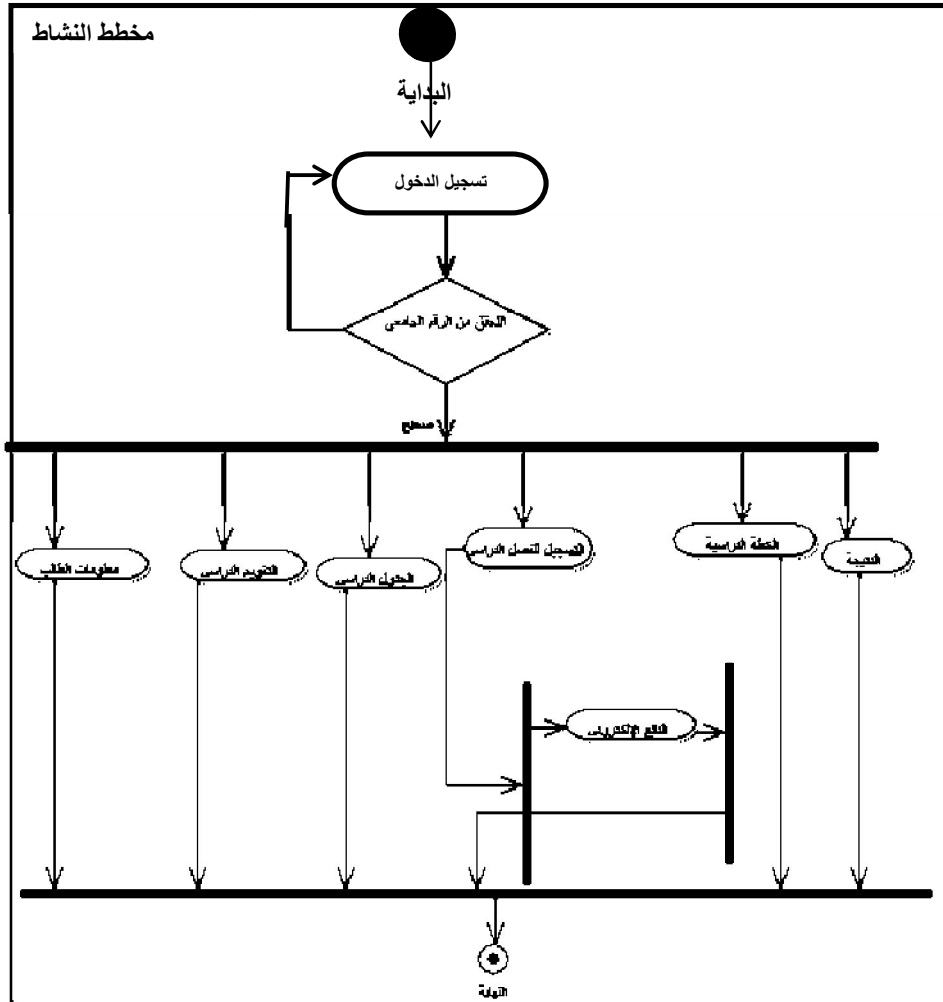 مخطط النشاط
البداية
تسجيل الدخول
التحقق من الرقم الجامعي
صحيح
النتيجة
الخطة الدراسية
التسجيل للفصل الدراسي
الجدول الدراسي
التقويم الدراسي
معلومات الطالب
الدفع الإلكتروني
النهاية